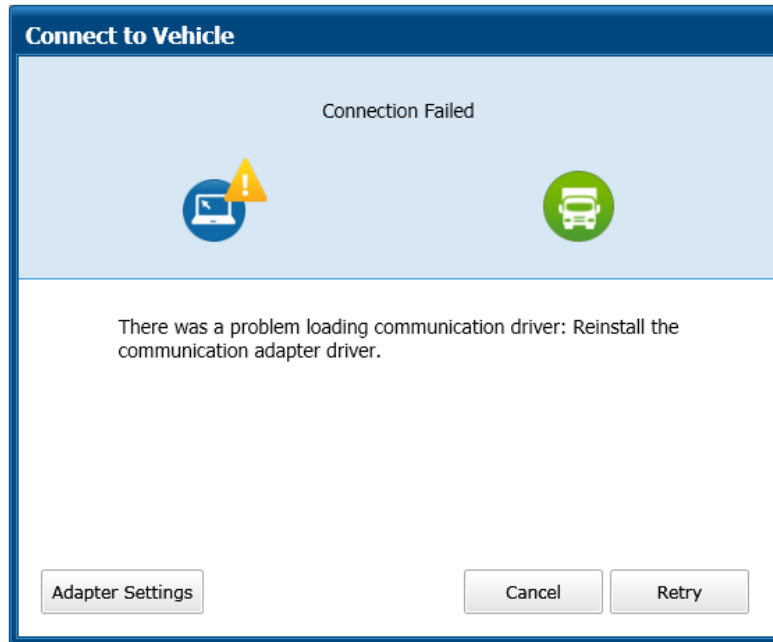 Connect to Vehicle
Connection Failed
There was a problem loading communication driver: Reinstall the
communication adapter driver.
Adapter Settings
Cancel
Retry